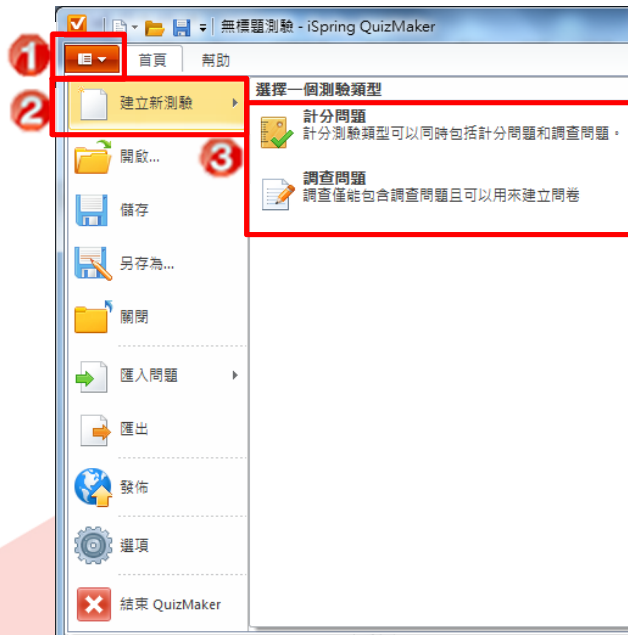 無標題測驗 - iSpring QuizMaker
1
首頁 幫助
2
建立新測驗
選擇一個測驗類型
3
計分問題
計分測驗類型可以同時包括計分問題和調查問題。
調查問題
調查僅能包含調查問題且可以用來建立問卷
開啟...
儲存
另存為...
關閉
匯入問題
匯出
發佈
選項
結束 QuizMaker